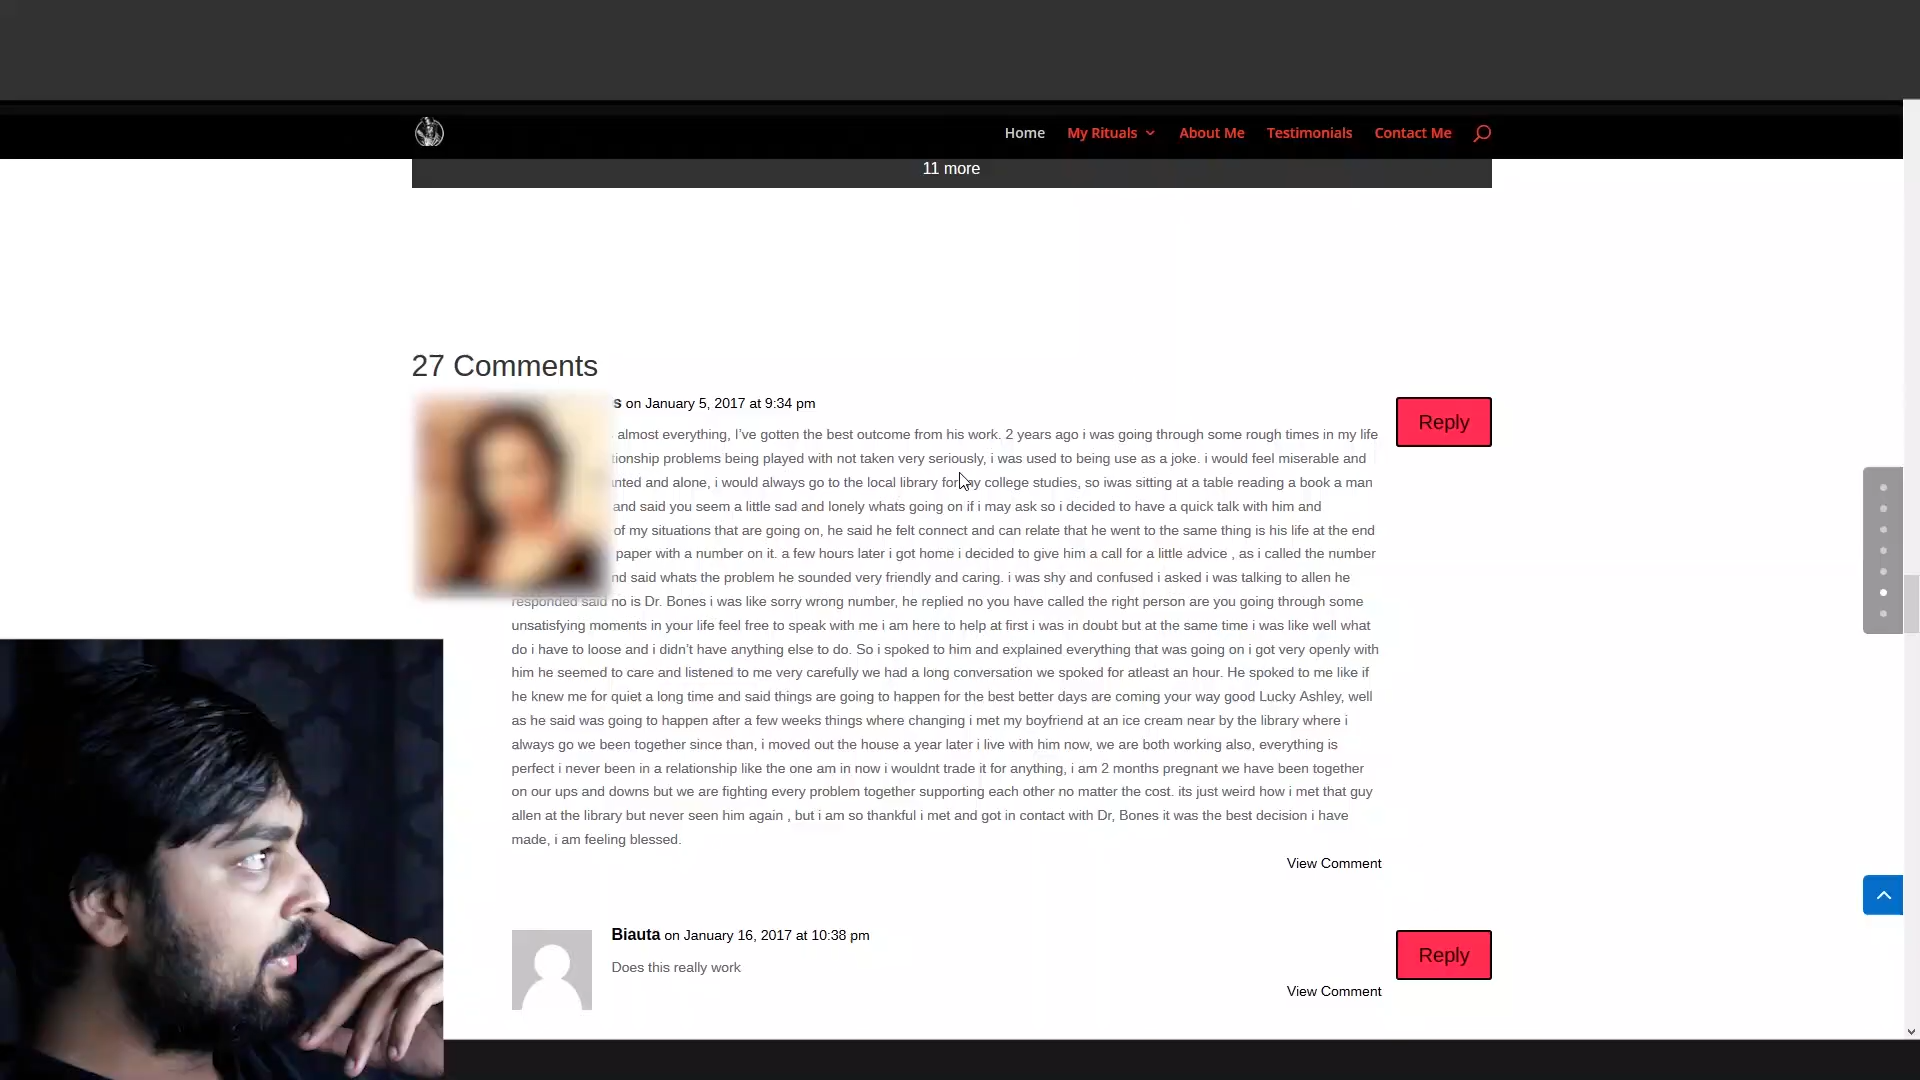 Home My Rituals About Me Testimonials Contact Me
11 more
27 Comments
s on January 5, 2017 at 9:34 pm
Reply
almost everything, I’ve gotten the best outcome from his work. 2 years ago i was going through some rough times in my life
tionship problems being played with not taken very seriously, i was used to being use as a joke. i would feel miserable and
nted and alone, i would always go to the local library for my college studies, so iwas sitting at a table reading a book a man
and said you seem a little sad and lonely whats going on if i may ask so i decided to have a quick talk with him and
of my situations that are going on, he said he felt connect and can relate that he went to the same thing is his life at the end
paper with a number on it. a few hours later i got home i decided to give him a call for a little advice , as i called the number
nd said whats the problem he sounded very friendly and caring. i was shy and confused i asked i was talking to allen he
responded said no is Dr. Bones i was like sorry wrong number, he replied no you have called the right person are you going through some
unsatisfying moments in your life feel free to speak with me i am here to help at first i was in doubt but at the same time i was like well what
do i have to loose and i didn’t have anything else to do. So i spoked to him and explained everything that was going on i got very openly with
him he seemed to care and listened to me very carefully we had a long conversation we spoked for atleast an hour. He spoked to me like if
he knew me for quiet a long time and said things are going to happen for the best better days are coming your way good Lucky Ashley, well
as he said was going to happen after a few weeks things where changing i met my boyfriend at an ice cream near by the library where i
always go we been together since than, i moved out the house a year later i live with him now, we are both working also, everything is
perfect i never been in a relationship like the one am in now i wouldnt trade it for anything, i am 2 months pregnant we have been together
on our ups and downs but we are fighting every problem together supporting each other no matter the cost. its just weird how i met that guy
allen at the library but never seen him again , but i am so thankful i met and got in contact with Dr, Bones it was the best decision i have
made, i am feeling blessed.
View Comment
Biauta on January 16, 2017 at 10:38 pm
Reply
Does this really work
View Comment